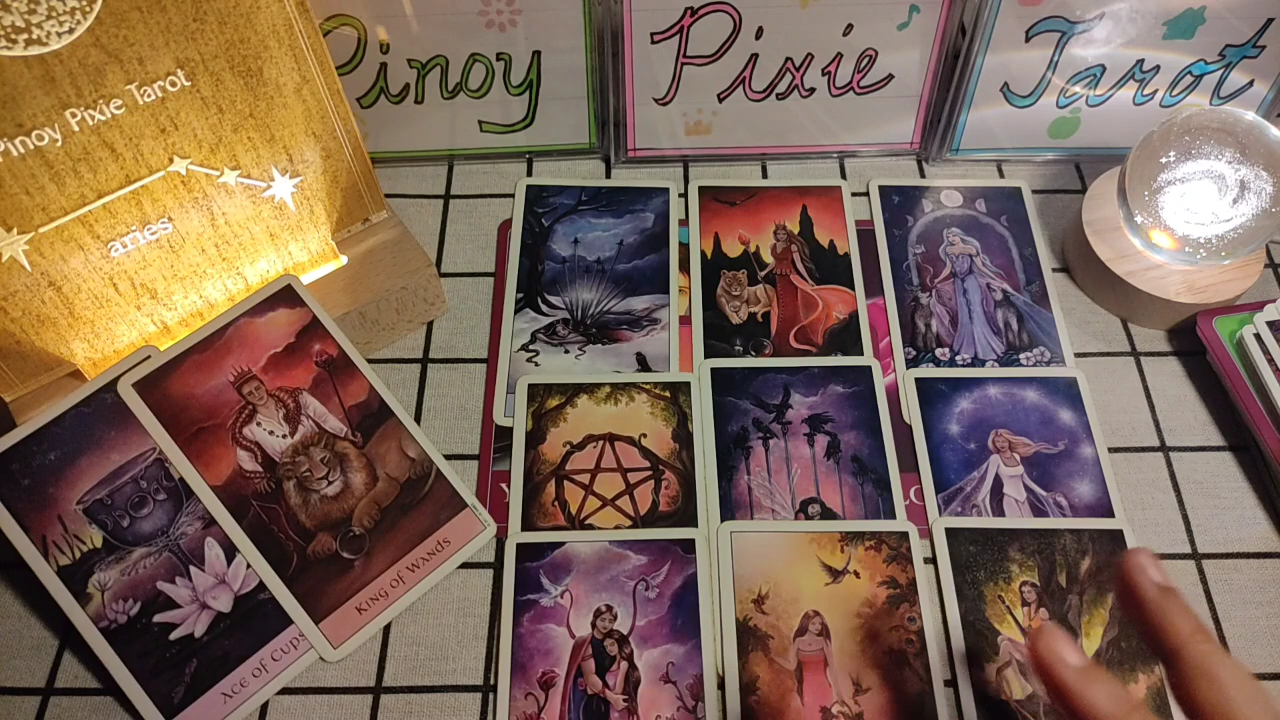 Pinoy Pixie Tarot
Pinoy Pixie Tarot
aries
KING OF WANDS
ACE OF CUPS